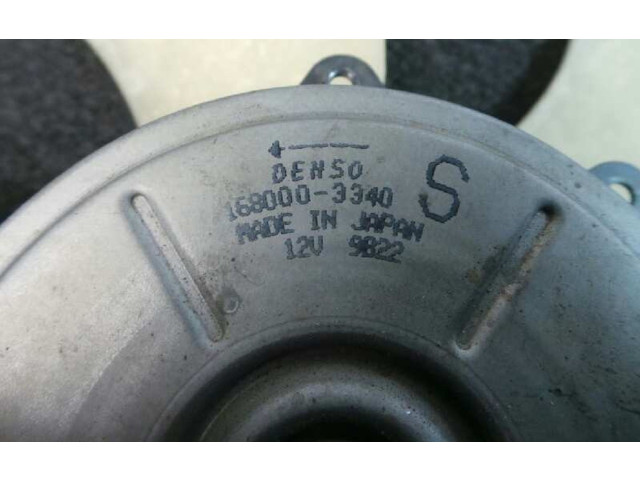 DENSO
168000-3340
MADE IN JAPAN
12V 9B22
S